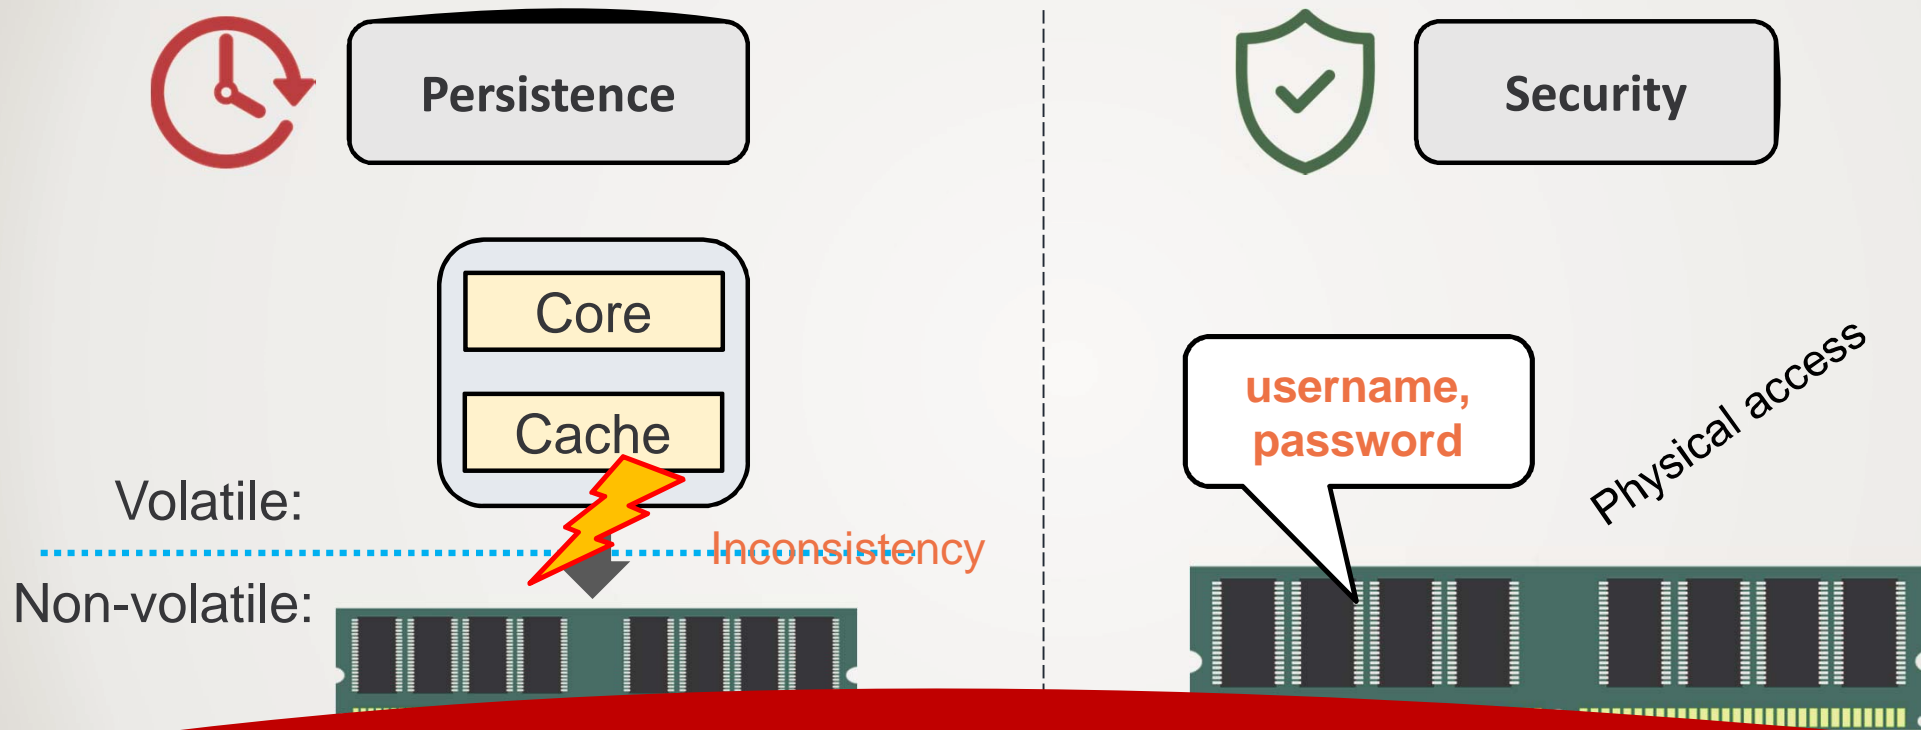 Persistence
Core
Cache
Volatile:
Inconsistency
Non-volatile:
Security
username,
password
Physical access